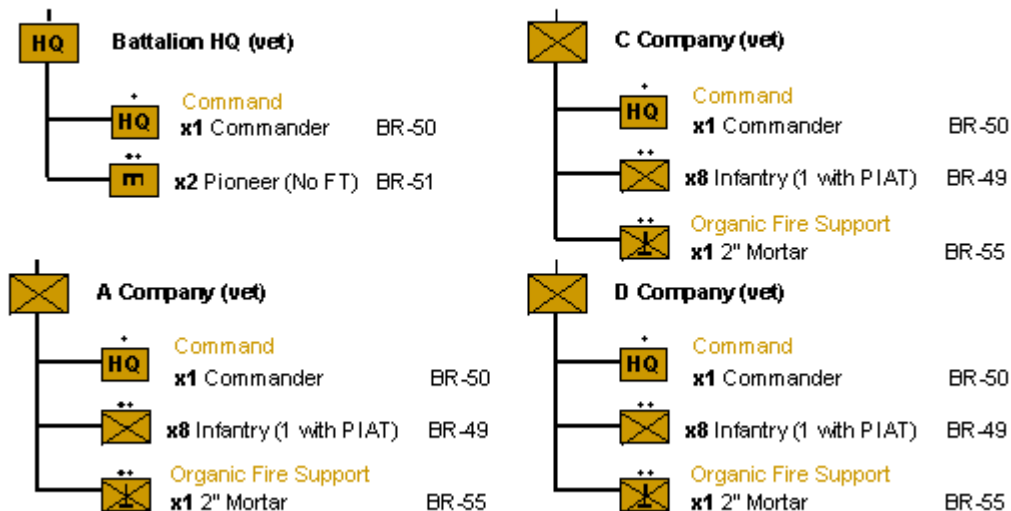 HQ Battalion HQ (vet)
Command
HQ x1 Commander BR-50
x2 Pioneer (No FT) BR-51
C Company (vet)
Command
HQ x1 Commander BR-50
x8 Infantry (1 with PIAT) BR-49
Organic Fire Support
x1 2" Mortar BR-55
A Company (vet)
Command
HQ x1 Commander BR-50
x8 Infantry (1 with PIAT) BR-49
Organic Fire Support
x1 2" Mortar BR-55
D Company (vet)
Command
HQ x1 Commander BR-50
x8 Infantry (1 with PIAT) BR-49
Organic Fire Support
x1 2" Mortar BR-55